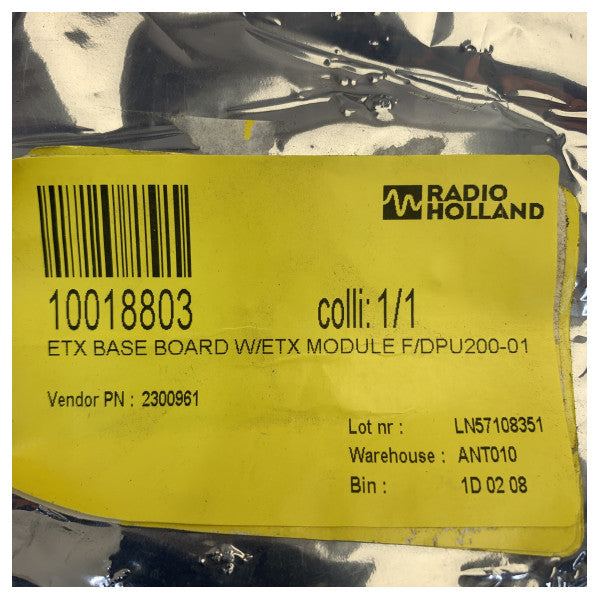 RADIO
HOLLAND
10018803 colli: 1/1
ETX BASE BOARD W/ETX MODULE F/DPU200-01
Vendor PN : 2300961
Lot nr : LN57108351
Warehouse : ANT010
Bin : 1D 02 08